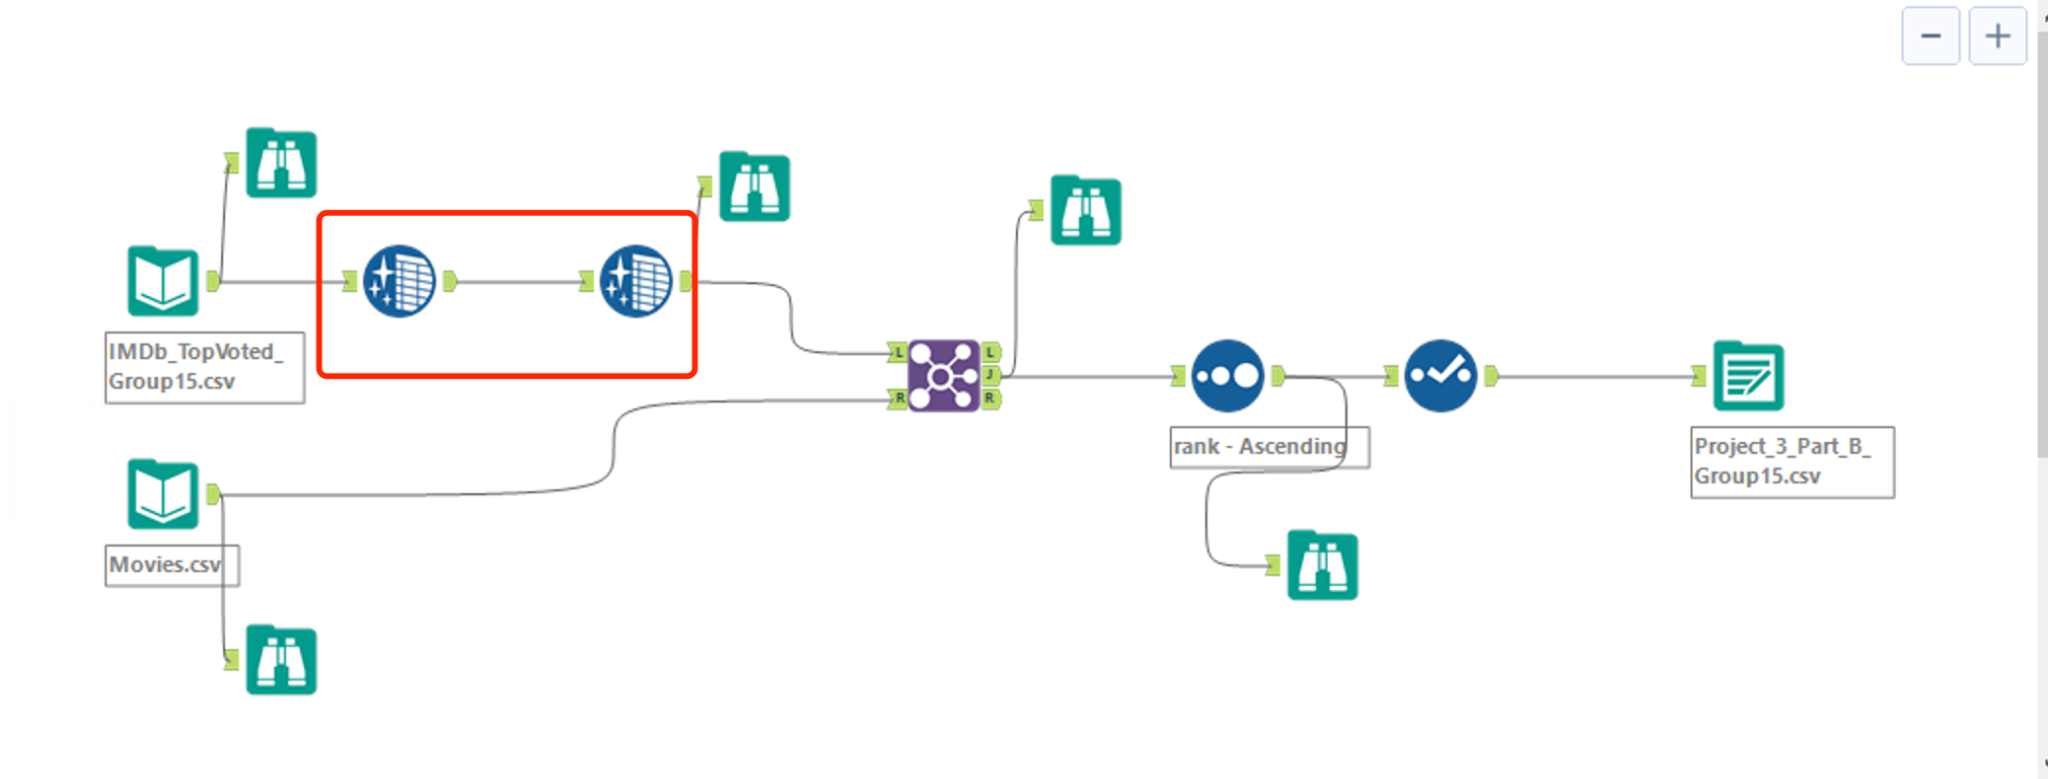 IMDb_TopVoted_
Group15.csv
L
R
L
J
R
rank - Ascending
Project_3_Part_B_
Group15.csv
Movies.csv